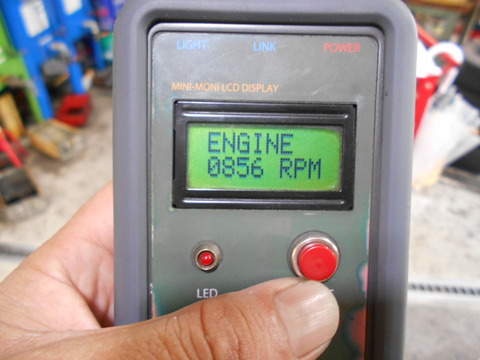 LIGHT LINK POWER
MINI-MONI LCD DISPLAY
ENGINE
0856 RPM
LED